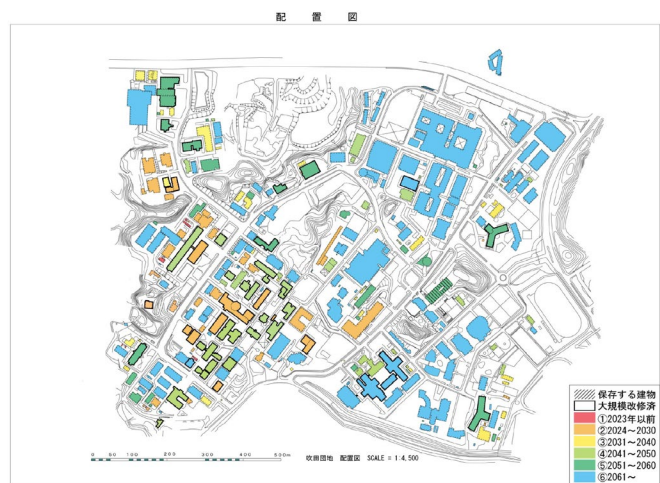 配 置 図
保存する建物
大規模改修済
①2023年以前
②2024～2030
③2031～2040
④2041～2050
⑤2051～2060
⑥2061～
50 0 50 100 200 300 400 500m
吹田団地 配置図 SCALE = 1:4,500